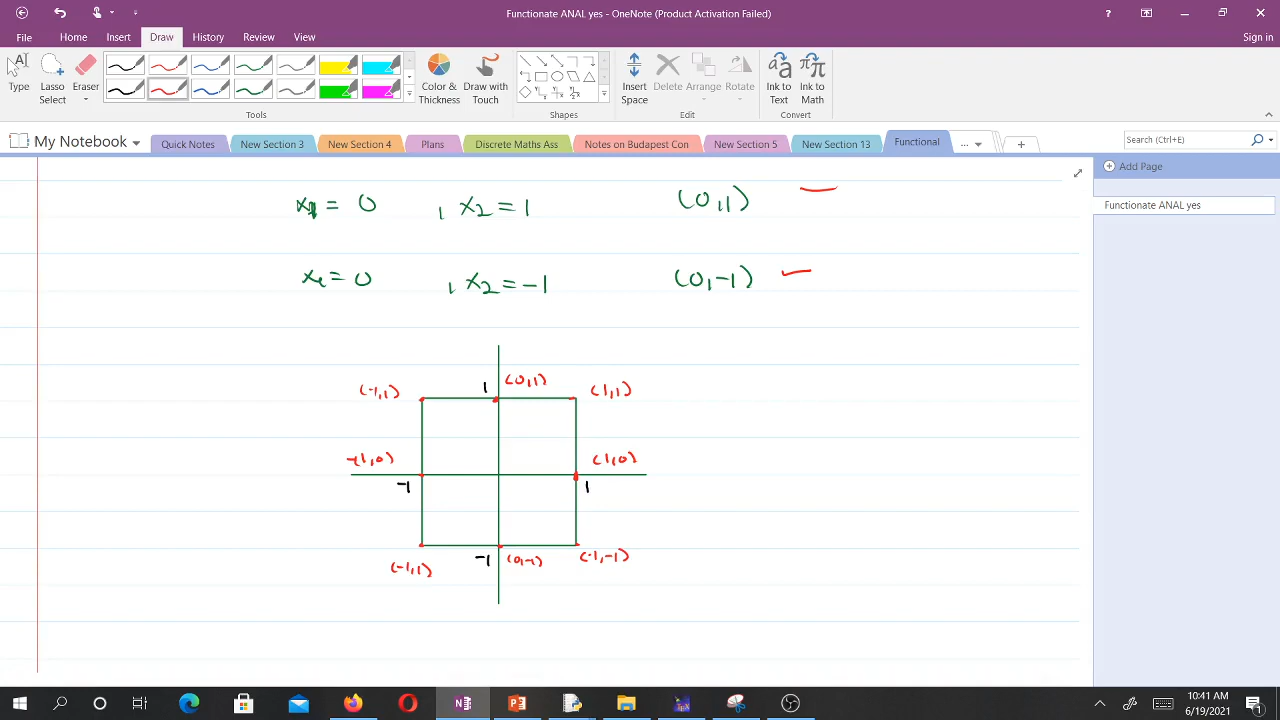 Functionate ANAL yes - OneNote (Product Activation Failed)
File Home Insert Draw History Review View Sign in
Type
Lasso Select
Eraser
Color & Thickness
Draw with Touch
Insert Space
Delete
Arrange
Rotate
Ink to Text
Ink to Math
Tools Shapes Edit Convert
My Notebook Quick Notes New Section 3 New Section 4 Plans Discrete Maths Ass Notes on Budapest Con New Section 5 New Section 13 Functional ... + Search (Ctrl+E)
Add Page
Functionate ANAL yes
= 0 , x2 = 1 (0,1)
= 0 , x2 = -1 (0,-1)
(-1,1) 1 (0,1) (1,1)
-(1,0) (1,0)
-1 1
(-1,1) -1 (0,-1) (-1,-1)
10:41 AM
6/19/2021